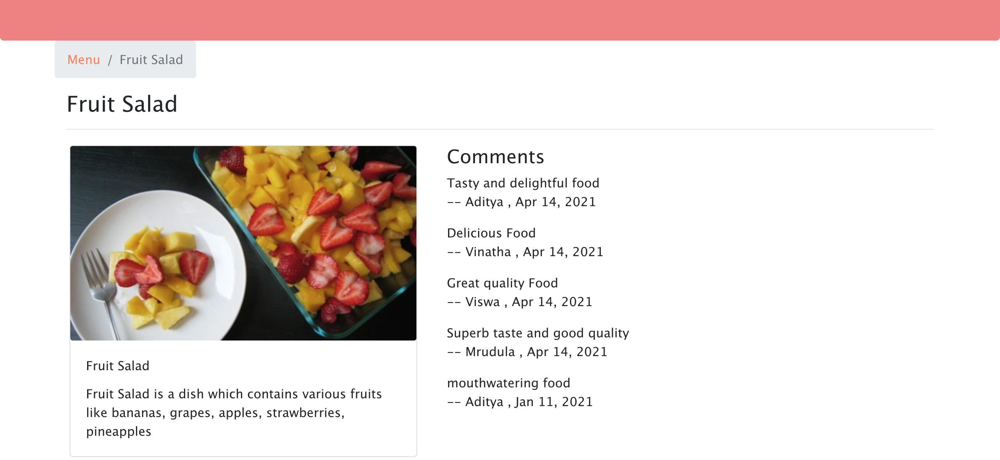 Menu / Fruit Salad
Fruit Salad
Fruit Salad
Fruit Salad is a dish which contains various fruits
like bananas, grapes, apples, strawberries,
pineapples
Comments
Tasty and delightful food
-- Aditya , Apr 14, 2021
Delicious Food
-- Vinatha , Apr 14, 2021
Great quality Food
-- Viswa , Apr 14, 2021
Superb taste and good quality
-- Mrudula , Apr 14, 2021
mouthwatering food
-- Aditya , Jan 11, 2021